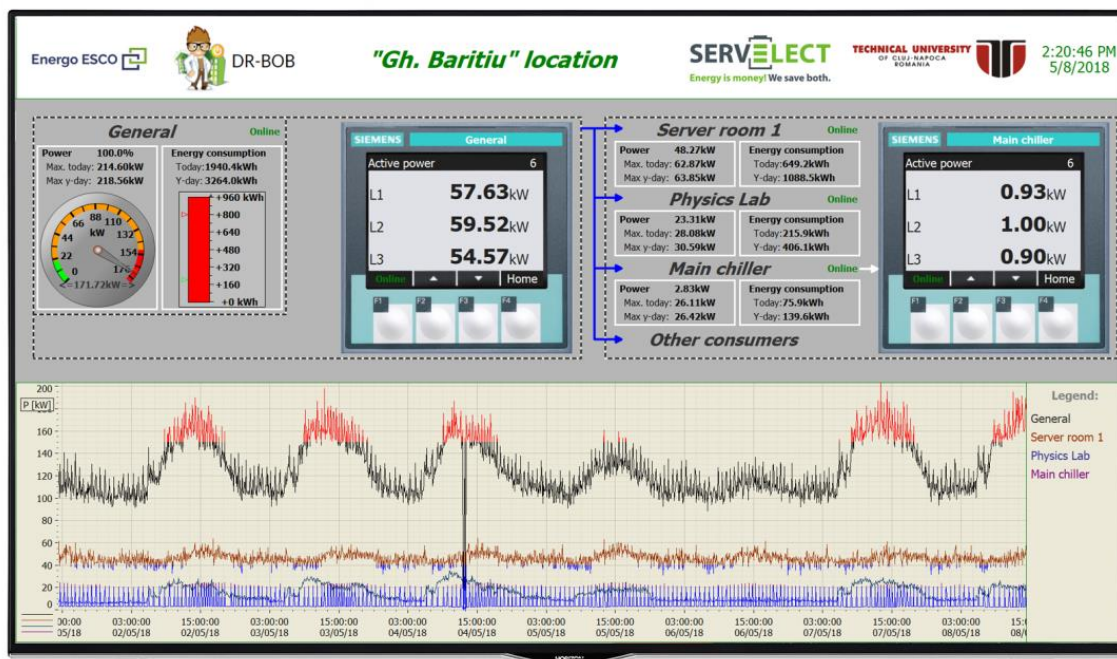 Energo ESCO
DR-BOB
"Gh. Baritiu" location
SERVELECT
Energy is money! We save both.
TECHNICAL UNIVERSITY
OF CLUJ-NAPOCA
ROMANIA
2:20:46 PM
5/8/2018
General Online
Power 100.0%
Max. today: 214.60kW
Max y-day: 218.56kW
88
66 110
44 kW 132
22 154
0 176
<=171.72kW=>
Energy consumption
Today:1940.4kWh
Y-day: 3264.0kWh
+960 kWh
+800
+640
+480
+320
+160
+0 kWh
SIEMENS General
Active power 6
L1 57.63kW
L2 59.52kW
L3 54.57kW
Online Home
F1 F2 F3 F4
Server room 1 Online
Power 48.27kW
Max. today: 62.87kW
Max y-day: 63.85kW
Energy consumption
Today:649.2kWh
Y-day: 1088.5kWh
Physics Lab Online
Power 23.31kW
Max. today: 28.08kW
Max y-day: 30.59kW
Energy consumption
Today:215.9kWh
Y-day: 406.1kWh
Main chiller Online
Power 2.83kW
Max. today: 26.11kW
Max y-day: 26.42kW
Energy consumption
Today:75.9kWh
Y-day: 139.6kWh
Other consumers
SIEMENS Main chiller
Active power 6
L1 0.93kW
L2 1.00kW
L3 0.90kW
Online Home
F1 F2 F3 F4
P [kW]
200
160
140
120
100
80
60
40
20
0
00:00 03:00:00 15:00:00 03:00:00 15:00:00 03:00:00 15:00:00 03:00:00 15:00:00 03:00:00 15:00:00 03:00:00 15:00:00 03:00:00
05/18 02/05/18 02/05/18 03/05/18 03/05/18 04/05/18 04/05/18 05/05/18 05/05/18 06/05/18 06/05/18 07/05/18 07/05/18 08/05/18
Legend:
General
Server room 1
Physics Lab
Main chiller